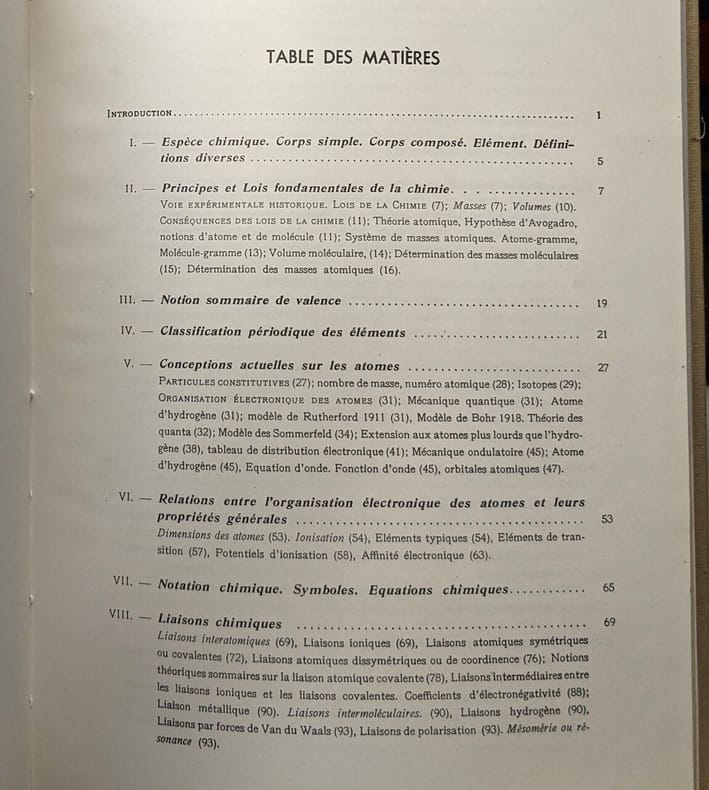 TABLE DES MATIÈRES
INTRODUCTION. . . . . . . . . . . . . . . . . . . . . . . . . . . . . . 1
I. — Espèce chimique. Corps simple. Corps composé. Elément. Défini-
tions diverses . . . . . . . . . . . . . . . . . . . . . . . . . . . . . . 5
II. — Principes et Lois fondamentales de la chimie. . . . . . . . . . . . . . . 7
VOIE EXPÉRIMENTALE HISTORIQUE. LOIS DE LA CHIMIE (7); Masses (7); Volumes (10).
CONSÉQUENCES DES LOIS DE LA CHIMIE (11); Théorie atomique, Hypothèse d'Avogadro,
notions d'atome et de molécule (11); Système de masses atomiques. Atome-gramme,
Molécule-gramme (13); Volume moléculaire, (14); Détermination des masses moléculaires
(15); Détermination des masses atomiques (16).
III. — Notion sommaire de valence . . . . . . . . . . . . . . . . . . . . 19
IV. — Classification périodique des éléments . . . . . . . . . . . . . . . 21
V. — Conceptions actuelles sur les atomes . . . . . . . . . . . . . . . 27
PARTICULES CONSTITUTIVES (27); nombre de masse, numéro atomique (28); Isotopes (29);
ORGANISATION ÉLECTRONIQUE DES ATOMES (31); Mécanique quantique (31); Atome
d'hydrogène (31); modèle de Rutherford 1911 (31), Modèle de Bohr 1918. Théorie des
quanta (32); Modèle des Sommerfeld (34); Extension aux atomes plus lourds que l'hydro-
gène (38), tableau de distribution électronique (41); Mécanique ondulatoire (45); Atome
d'hydrogène (45), Equation d'onde. Fonction d'onde (45), orbitales atomiques (47).
VI. — Relations entre l'organisation électronique des atomes et leurs
propriétés générales . . . . . . . . . . . . . . . . . . . . . . . . . 53
Dimensions des atomes (53). Ionisation (54), Eléments typiques (54), Eléments de tran-
sition (57), Potentiels d'ionisation (58), Affinité électronique (63).
VII. — Notation chimique. Symboles. Equations chimiques. . . . . . . . . . . 65
VIII. — Liaisons chimiques . . . . . . . . . . . . . . . . . . . . . . . . . 69
Liaisons interatomiques (69), Liaisons ioniques (69), Liaisons atomiques symétriques
ou covalentes (72), Liaisons atomiques dissymétriques ou de coordinence (76); Notions
théoriques sommaires sur la liaison atomique covalente (78), Liaisons intermédiaires entre
les liaisons ioniques et les liaisons covalentes. Coefficients d'électronégativité (88);
Liaison métallique (90). Liaisons intermoléculaires. (90), Liaisons hydrogène (90),
Liaisons par forces de Van du Waals (93), Liaisons de polarisation (93). Mésomérie ou ré-
sonance (93).